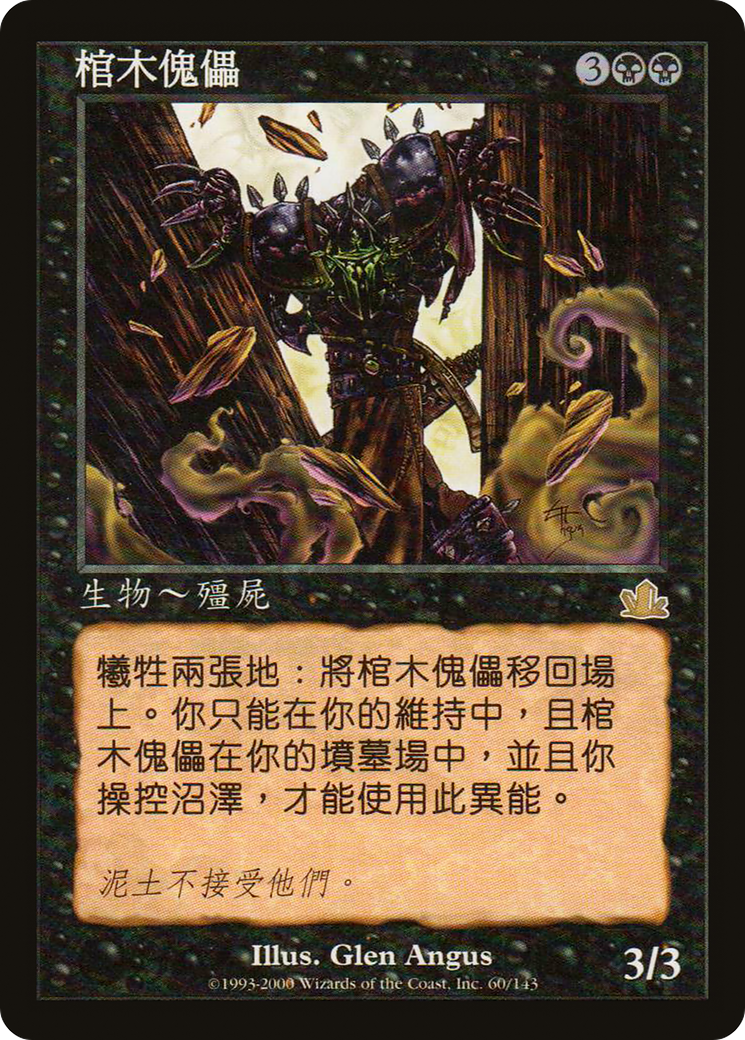 棺木傀儡
3
生物～殭屍
犧牲兩張地：將棺木傀儡移回場
上。你只能在你的維持中，且棺
木傀儡在你的墳墓場中，並且你
操控沼澤，才能使用此異能。
泥土不接受他們。
Illus. Glen Angus
3/3
©1993-2000 Wizards of the Coast, Inc. 60/143